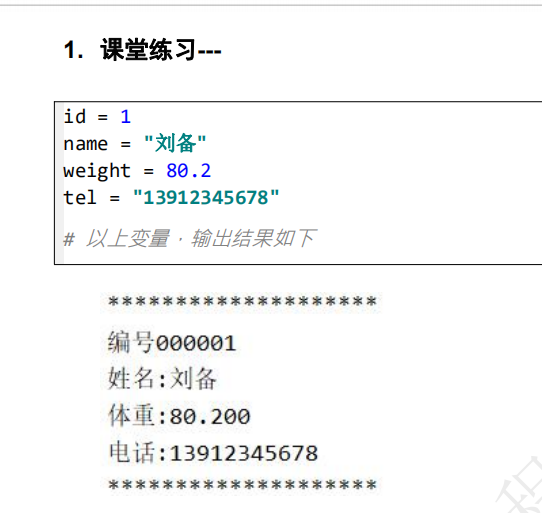 1. 课堂练习---
id = 1
name = "刘备"
weight = 80.2
tel = "13912345678"
# 以上变量，输出结果如下
********************
编号000001
姓名:刘备
体重:80.200
电话:13912345678
********************